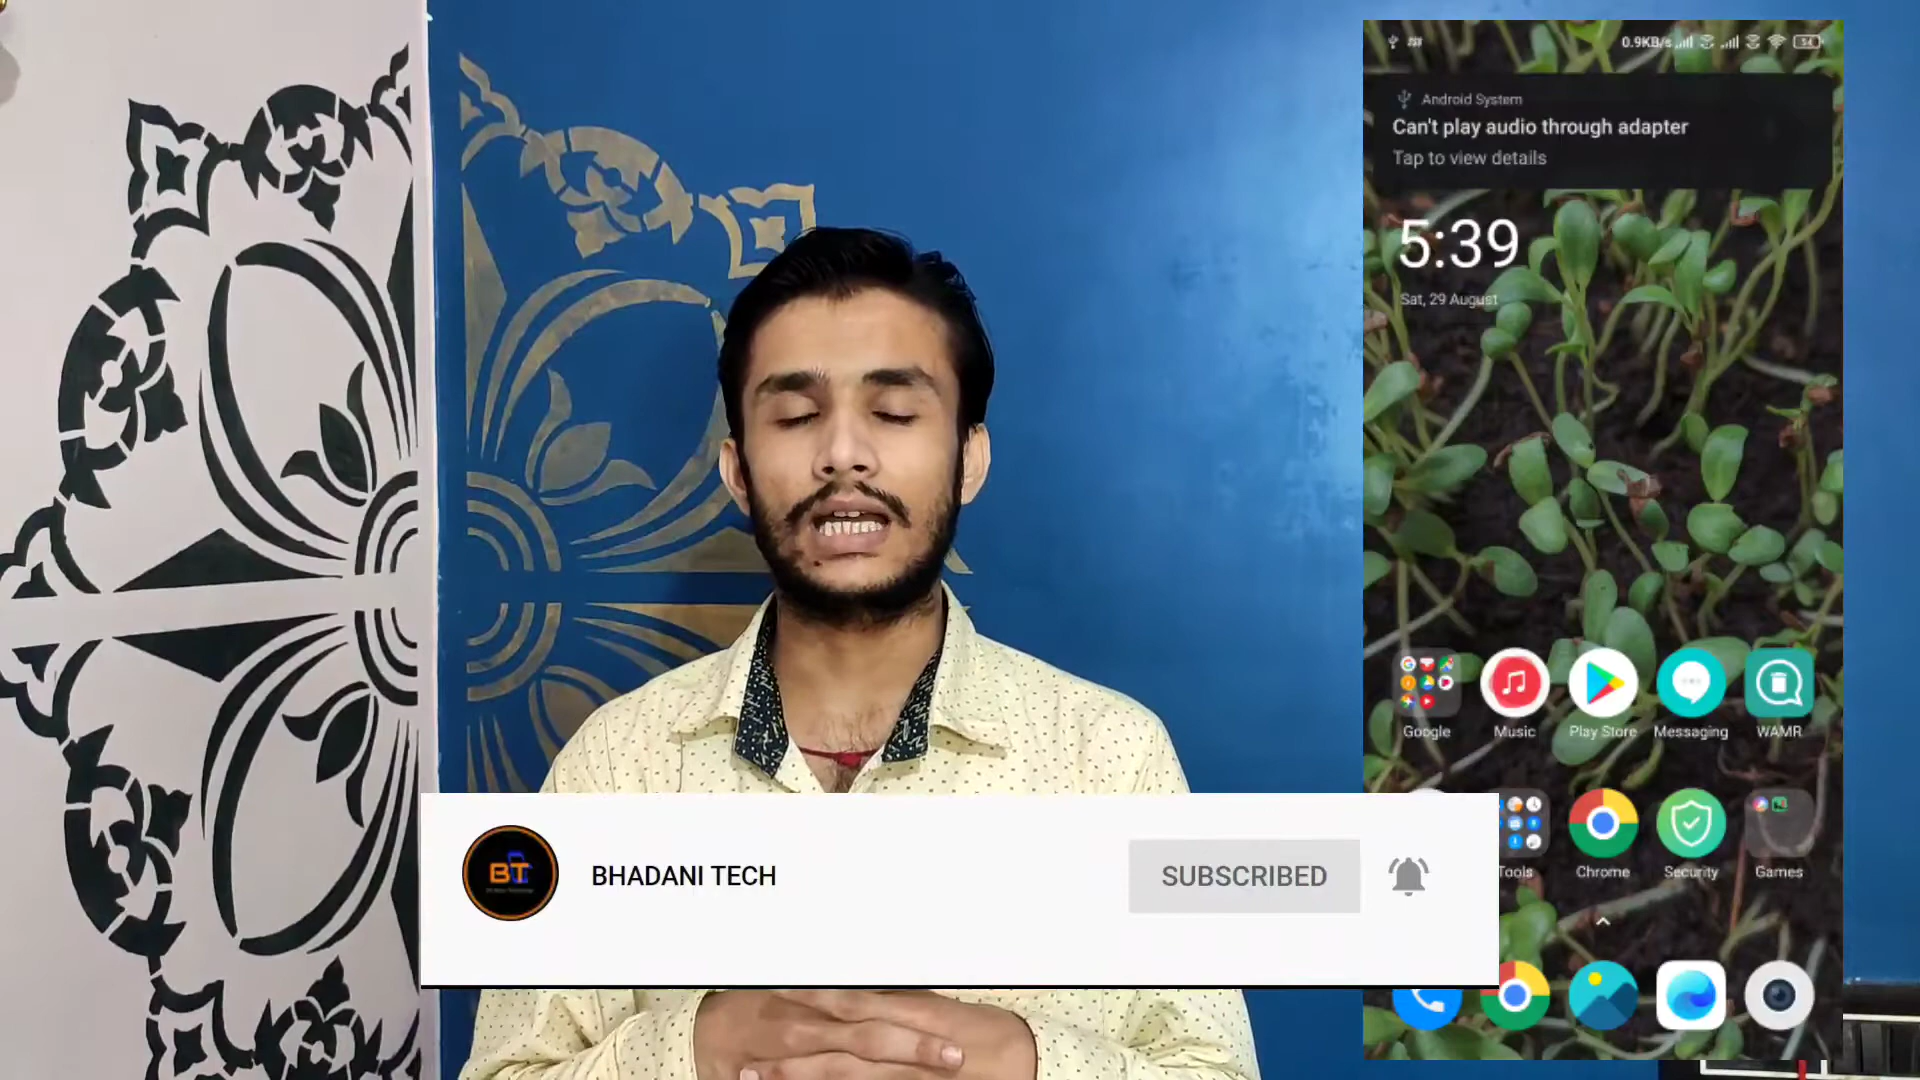 0.9KB/s
54
Android System
Can't play audio through adapter
Tap to view details
5:39
Sat, 29 August
Google
Music
Play Store
Messaging
WAMR
Tools
Chrome
Security
Games
BT
BHADANI TECH
SUBSCRIBED